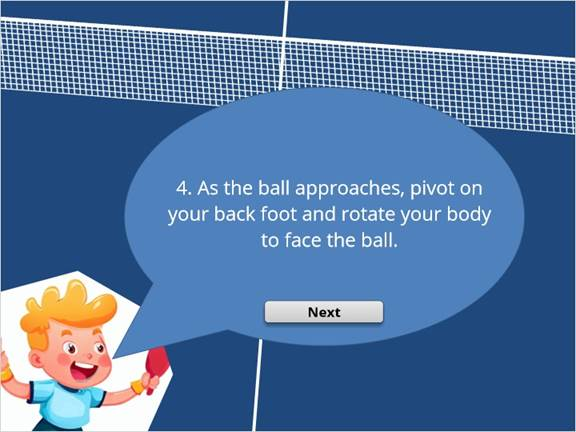 4. As the ball approaches, pivot on
your back foot and rotate your body
to face the ball.
Next